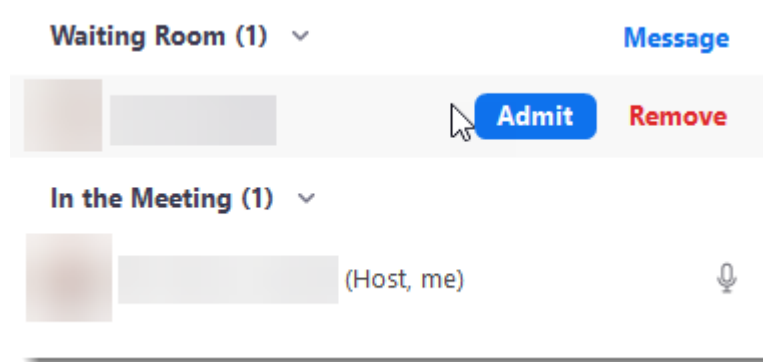 Waiting Room (1) Message
Admit Remove
In the Meeting (1)
(Host, me)